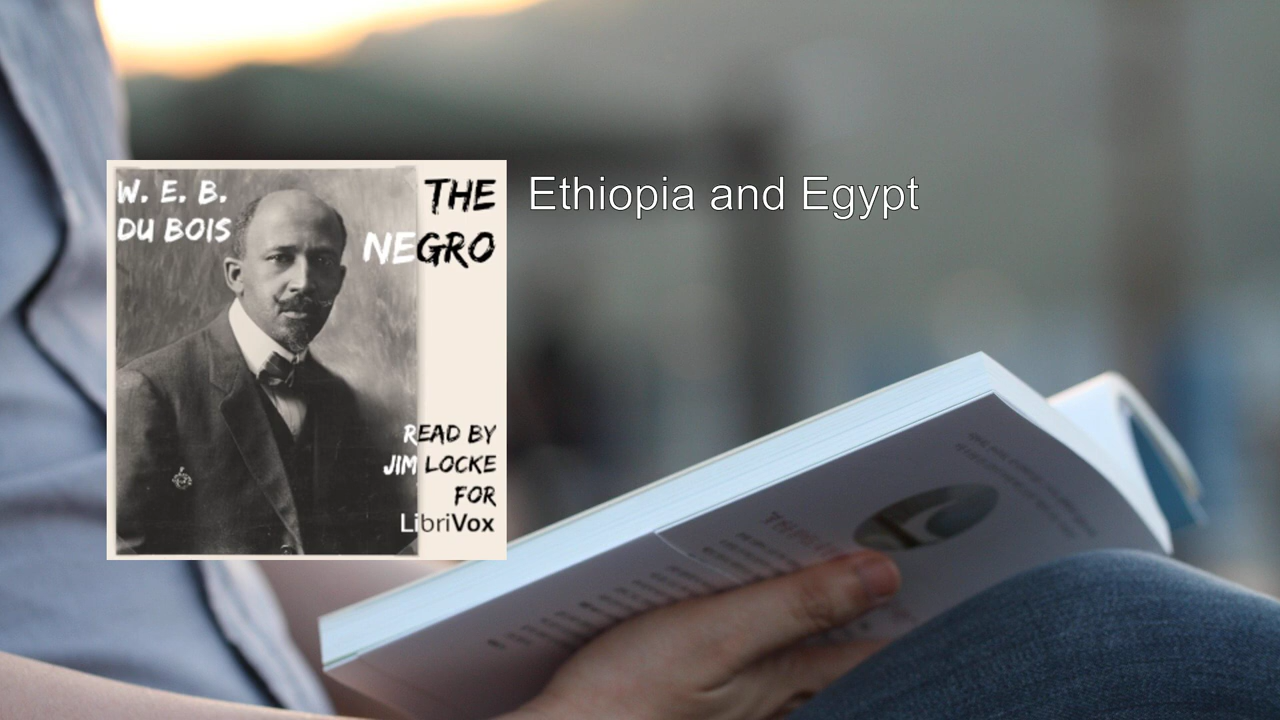 W. E. B.
DU BOIS
THE
NEGRO
READ BY
JIM LOCKE
FOR
LibriVox
Ethiopia and Egypt